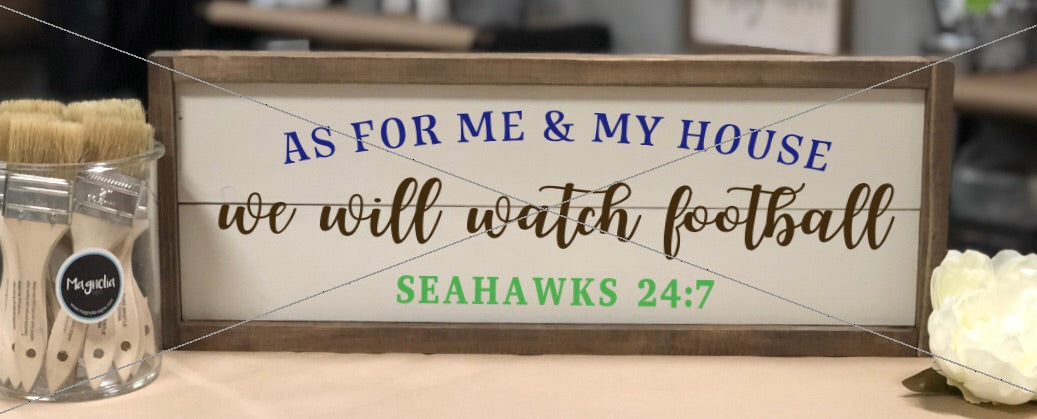 AS FOR ME & MY HOUSE
we will watch football
SEAHAWKS 24:7
Magnolia